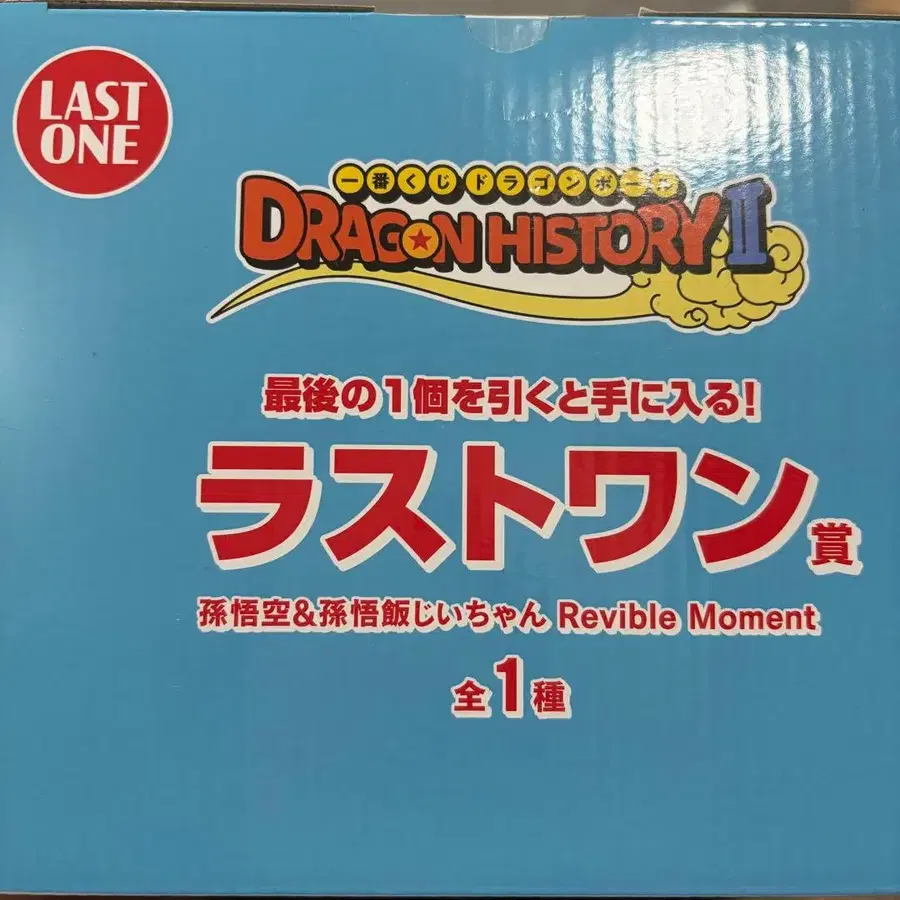 LAST
ONE
一番くじ ドラゴンボール
DRAGON HISTORY II
最後の1個を引くと手に入る!
ラストワン賞
孫悟空&孫悟飯じいちゃん Revible Moment
全1種